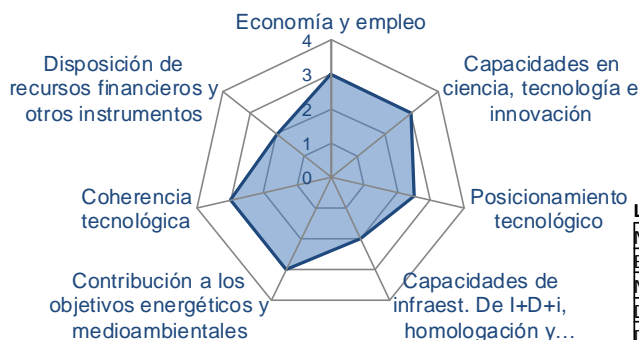 Economía y empleo
4
3
2
1
0
Capacidades en
ciencia, tecnología e
innovación
Posicionamiento
tecnológico
Capacidades de
infraest. De I+D+i,
homologación y…
Contribución a los
objetivos energéticos y
medioambientales
Coherencia
tecnológica
Disposición de
recursos financieros y
otros instrumentos